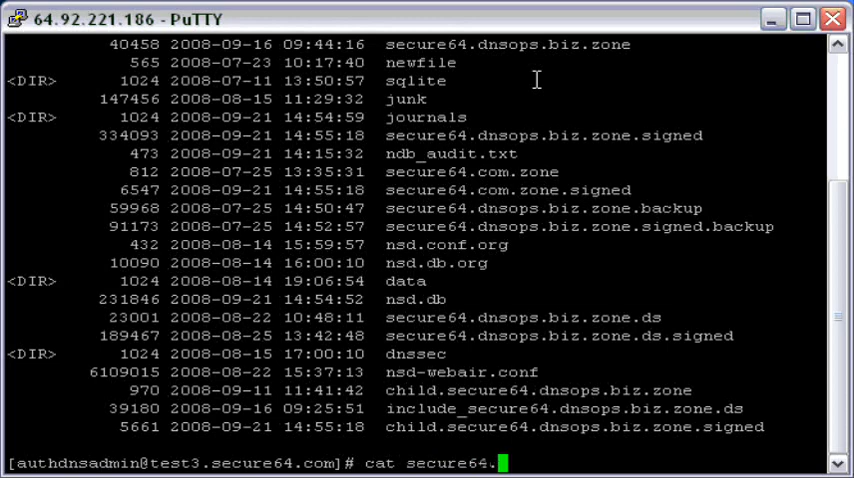 64.92.221.186 - PuTTY
40458 2008-09-16 09:44:16 secure64.dnsops.biz.zone
565 2008-07-23 10:17:40 newfile
<DIR> 1024 2008-07-11 13:50:57 sqlite
147456 2008-08-15 11:29:32 junk
<DIR> 1024 2008-09-21 14:54:59 journals
334093 2008-09-21 14:55:18 secure64.dnsops.biz.zone.signed
473 2008-09-21 14:15:32 ndb_audit.txt
812 2008-07-25 13:35:31 secure64.com.zone
6547 2008-09-21 14:55:18 secure64.com.zone.signed
59968 2008-07-25 14:50:47 secure64.dnsops.biz.zone.backup
91173 2008-07-25 14:52:57 secure64.dnsops.biz.zone.signed.backup
432 2008-08-14 15:59:57 nsd.conf.org
10090 2008-08-14 16:00:10 nsd.db.org
<DIR> 1024 2008-08-14 19:06:54 data
231846 2008-09-21 14:54:52 nsd.db
23001 2008-08-22 10:48:11 secure64.dnsops.biz.zone.ds
189467 2008-08-25 13:42:48 secure64.dnsops.biz.zone.ds.signed
<DIR> 1024 2008-08-15 17:00:10 dnssec
6109015 2008-08-22 15:37:13 nsd-webair.conf
970 2008-09-11 11:41:42 child.secure64.dnsops.biz.zone
39180 2008-09-16 09:25:51 include_secure64.dnsops.biz.zone.ds
5661 2008-09-21 14:55:18 child.secure64.dnsops.biz.zone.signed
[authdnsadmin@test3.secure64.com]# cat secure64.